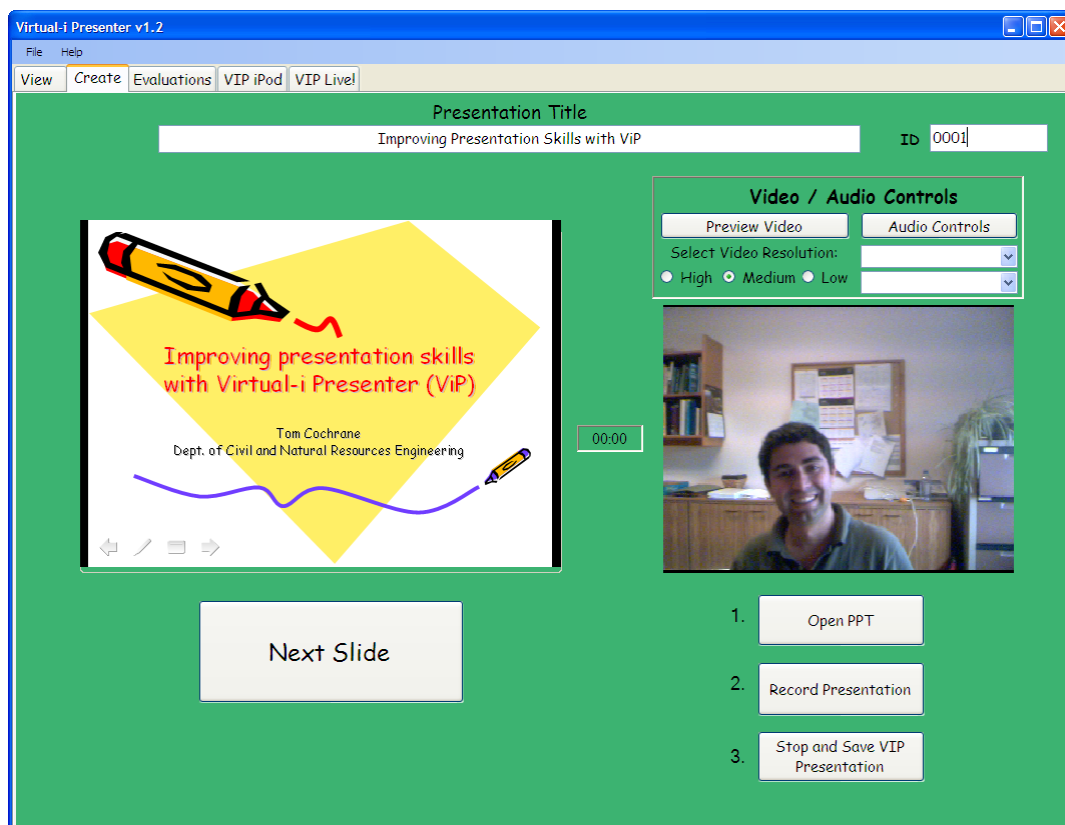 Virtual-i Presenter v1.2
File Help
View Create Evaluations VIP iPod VIP Live!
Presentation Title
Improving Presentation Skills with ViP
ID 0001
Video / Audio Controls
Preview Video Audio Controls
Select Video Resolution:
High Medium Low
Improving presentation skills
with Virtual-i Presenter (ViP)
Tom Cochrane
Dept. of Civil and Natural Resources Engineering
00:00
Next Slide
1. Open PPT
2. Record Presentation
3. Stop and Save VIP
Presentation